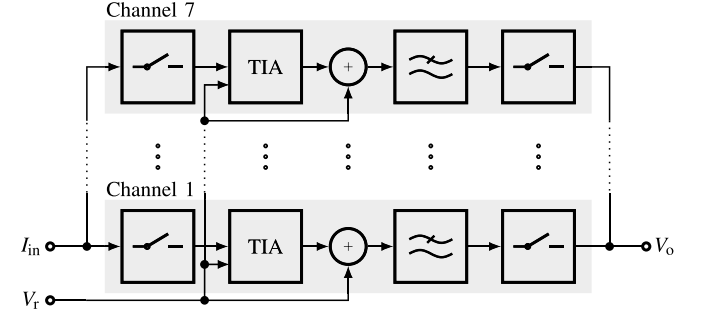 Channel 7
TIA
+
Channel 1
I_in
TIA
+
V_o
V_r